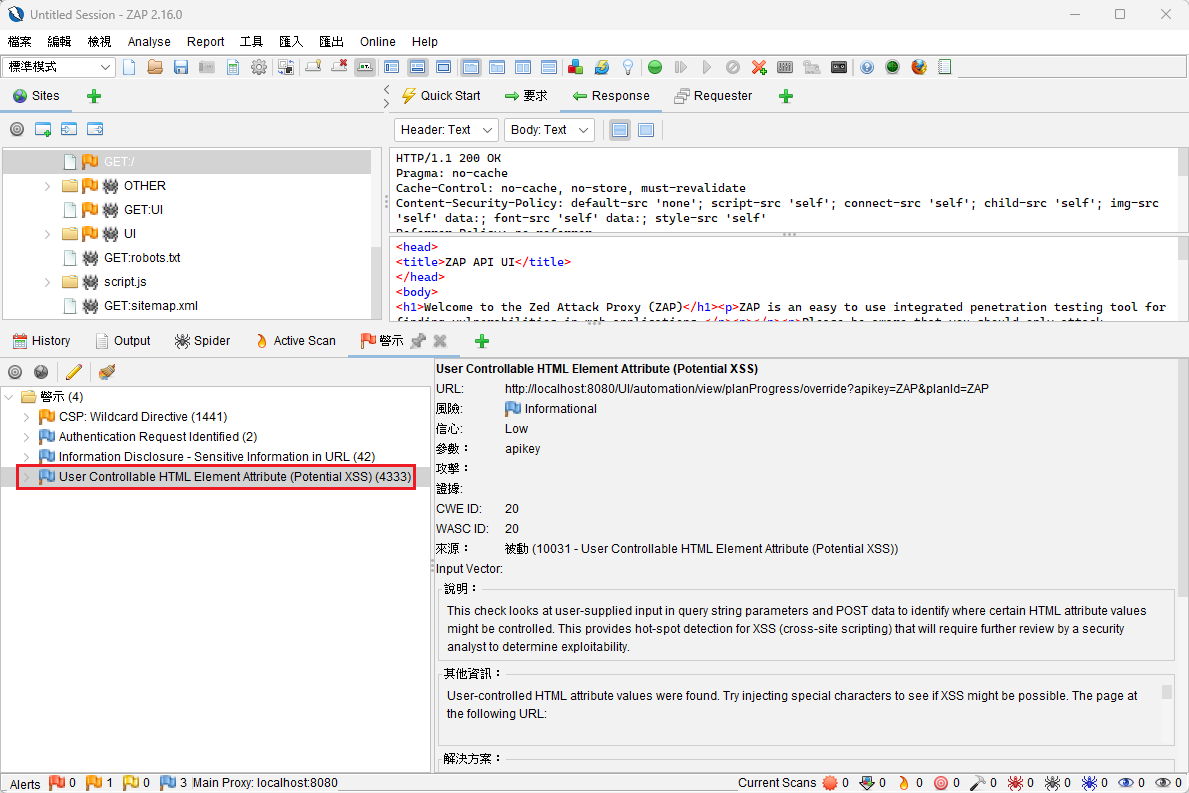 Untitled Session - ZAP 2.16.0
檔案 編輯 檢視 Analyse Report 工具 匯入 匯出 Online Help
標準模式
Sites
Quick Start 要求 Response Requester
Header: Text Body: Text
GET:/
OTHER
GET:UI
UI
GET:robots.txt
script.js
GET:sitemap.xml
HTTP/1.1 200 OK
Pragma: no-cache
Cache-Control: no-cache, no-store, must-revalidate
Content-Security-Policy: default-src 'none'; script-src 'self'; connect-src 'self'; child-src 'self'; img-src
'self' data:; font-src 'self' data:; style-src 'self'
<head>
<title>ZAP API UI</title>
</head>
<body>
<h1>Welcome to the Zed Attack Proxy (ZAP)</h1><p>ZAP is an easy to use integrated penetration testing tool for
History Output Spider Active Scan 警示
警示 (4)
CSP: Wildcard Directive (1441)
Authentication Request Identified (2)
Information Disclosure - Sensitive Information in URL (42)
User Controllable HTML Element Attribute (Potential XSS) (4333)
User Controllable HTML Element Attribute (Potential XSS)
URL: http://localhost:8080/UI/automation/view/planProgress/override?apikey=ZAP&planId=ZAP
風險: Informational
信心: Low
參數： apikey
攻擊：
證據:
CWE ID: 20
WASC ID: 20
來源： 被動 (10031 - User Controllable HTML Element Attribute (Potential XSS))
Input Vector:
說明：
This check looks at user-supplied input in query string parameters and POST data to identify where certain HTML attribute values
might be controlled. This provides hot-spot detection for XSS (cross-site scripting) that will require further review by a security
analyst to determine exploitability.
其他資訊：
User-controlled HTML attribute values were found. Try injecting special characters to see if XSS might be possible. The page at
the following URL:
解決方案：
Alerts 0 1 0 3 Main Proxy: localhost:8080 Current Scans 0 0 0 0 0 0 0 0 0 0